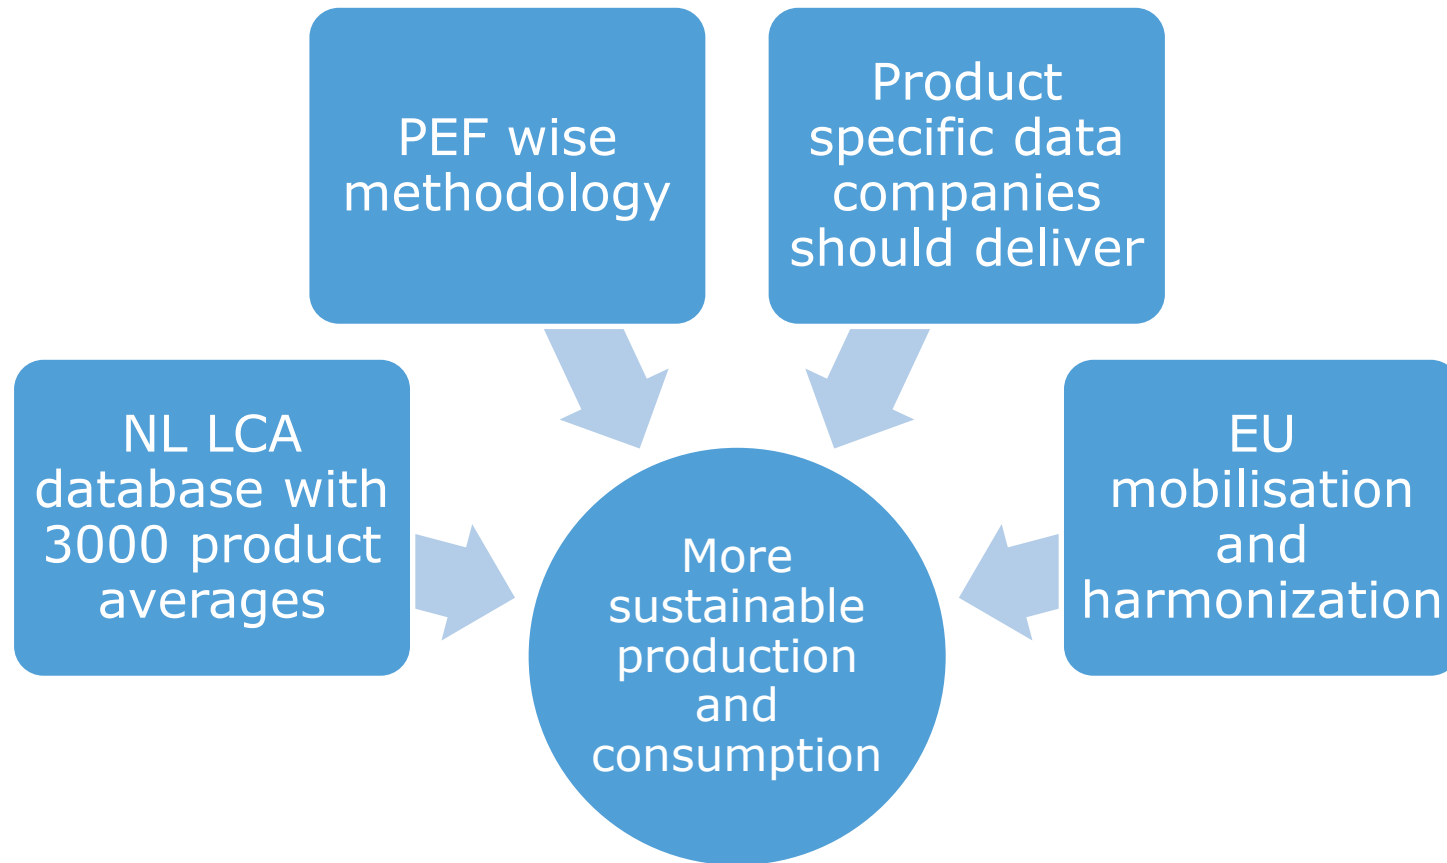 PEF wise
methodology
Product
specific data
companies
should deliver
NL LCA
database with
3000 product
averages
EU
mobilisation
and
harmonization
More
sustainable
production
and
consumption